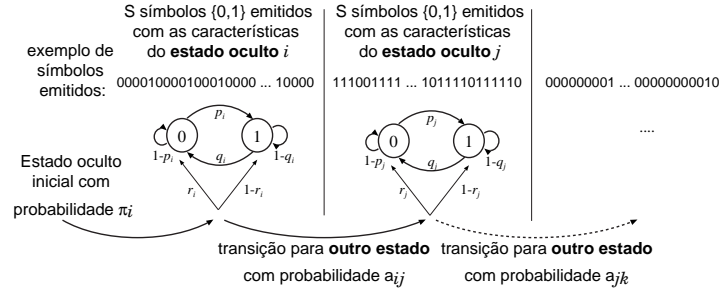 S símbolos {0,1} emitidos
com as características
do estado oculto i
S símbolos {0,1} emitidos
com as características
do estado oculto j
exemplo de
símbolos
emitidos:
000010000100010000 ... 10000
111001111 ... 1011110111110
000000001 ... 00000000010
p_i
0
1
1-p_i
q_i
1-q_i
r_i
1-r_i
p_j
0
1
1-p_j
q_j
1-q_j
r_j
1-r_j
....
Estado oculto
inicial com
probabilidade πi
transição para outro estado
com probabilidade aij
transição para outro estado
com probabilidade ajk